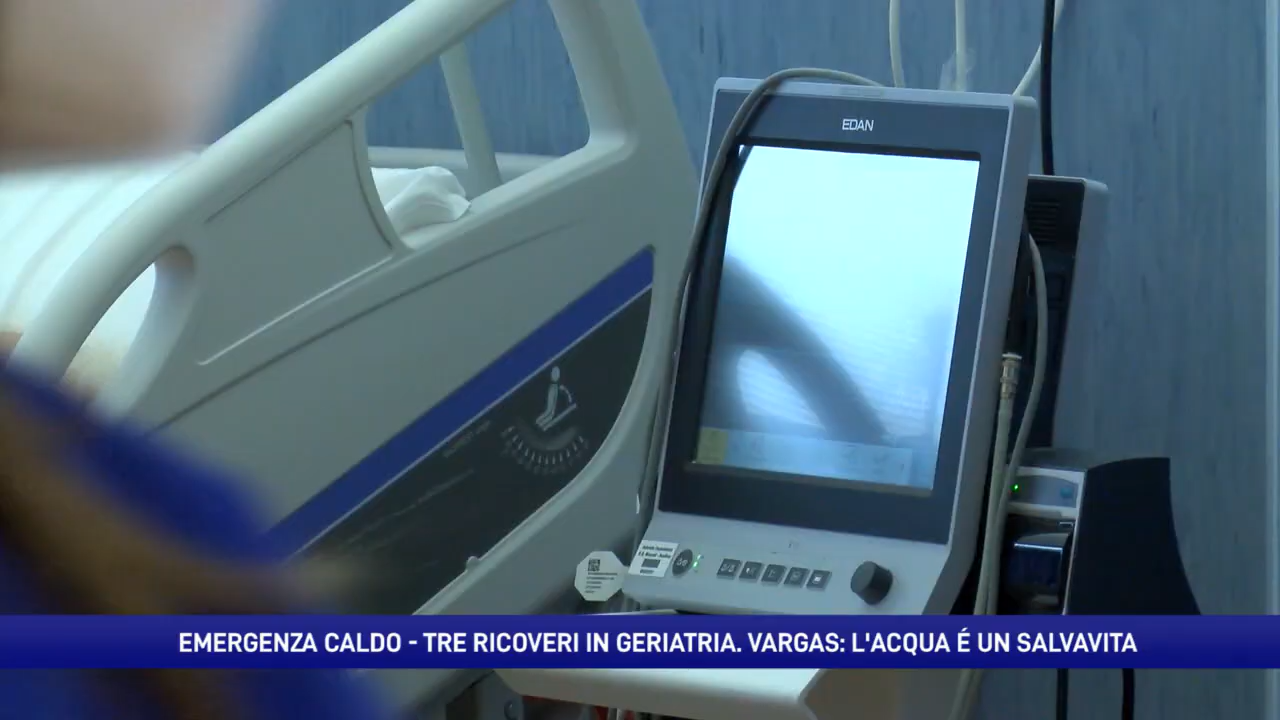 EDAN
EMERGENZA CALDO - TRE RICOVERI IN GERIATRIA. VARGAS: L'ACQUA É UN SALVAVITA